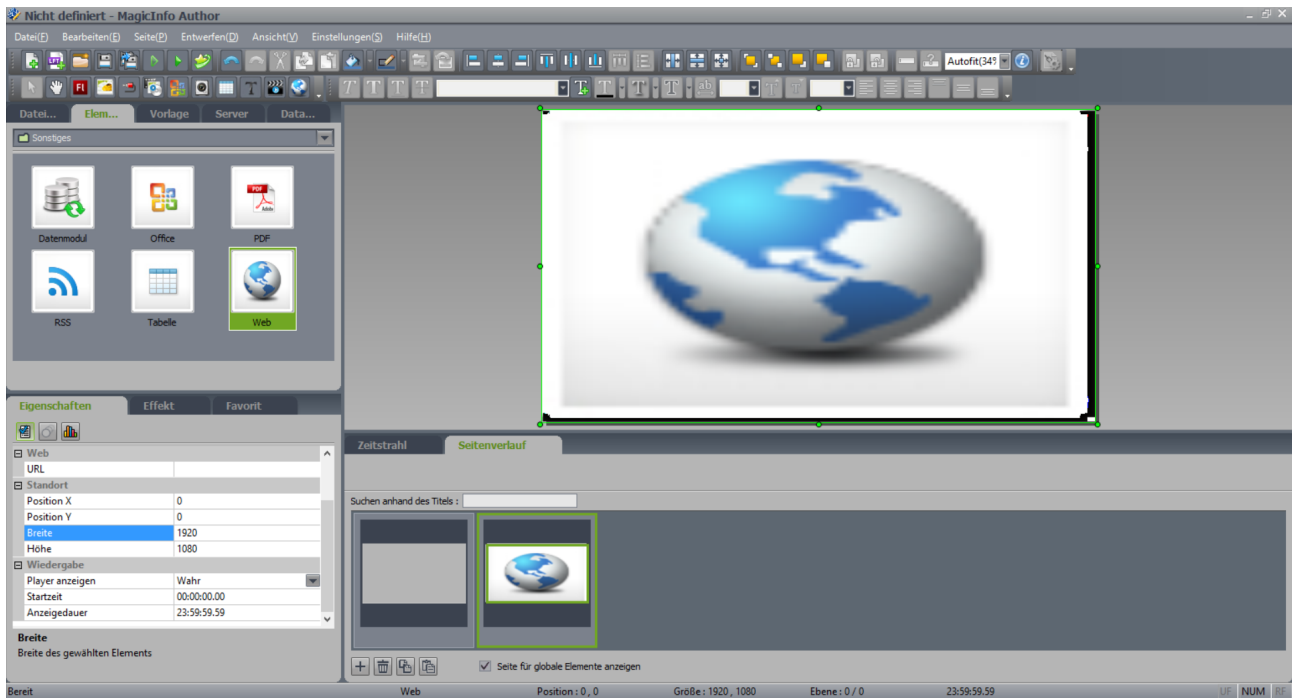 Nicht definiert - MagicInfo Author
Datei(F) Bearbeiten(E) Seite(P) Entwerfen(D) Ansicht(V) Einstellungen(S) Hilfe(H)
Autofit(34%
Datei... Elem... Vorlage Server Data...
Sonstiges
Datenmodul Office PDF
RSS Tabelle Web
Eigenschaften Effekt Favorit
Web
URL
Standort
Position X 0
Position Y 0
Breite 1920
Höhe 1080
Wiedergabe
Player anzeigen Wahr
Startzeit 00:00:00.00
Anzeigedauer 23:59:59.59
Breite
Breite des gewählten Elements
Zeitstrahl Seitenverlauf
Suchen anhand des Titels :
Seite für globale Elemente anzeigen
Bereit Web Position : 0 , 0 Größe : 1920 , 1080 Ebene : 0 / 0 23:59:59.59 UF NUM RF